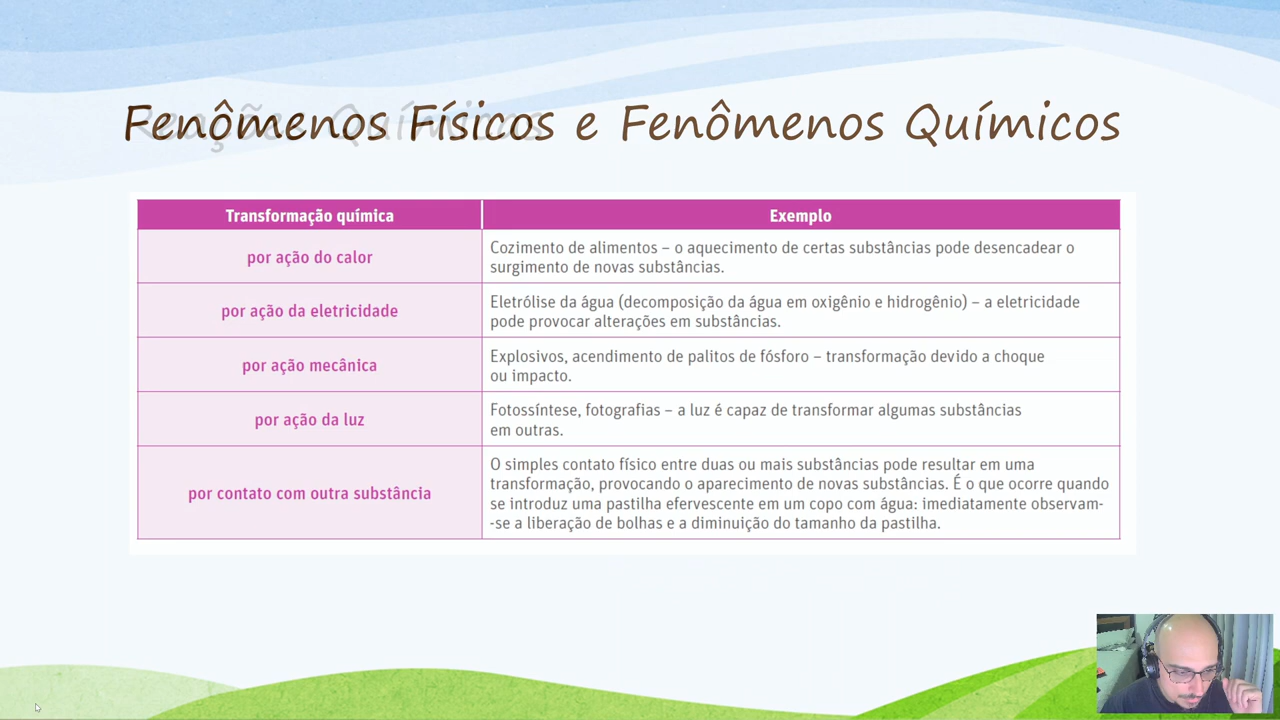 Fenômenos Físicos e Fenômenos Químicos
Reações Químicas
Transformação química
Exemplo
por ação do calor
Cozimento de alimentos – o aquecimento de certas substâncias pode desencadear o
surgimento de novas substâncias.
por ação da eletricidade
Eletrólise da água (decomposição da água em oxigênio e hidrogênio) – a eletricidade
pode provocar alterações em substâncias.
por ação mecânica
Explosivos, acendimento de palitos de fósforo – transformação devido a choque
ou impacto.
por ação da luz
Fotossíntese, fotografias – a luz é capaz de transformar algumas substâncias
em outras.
por contato com outra substância
O simples contato físico entre duas ou mais substâncias pode resultar em uma
transformação, provocando o aparecimento de novas substâncias. É o que ocorre quando
se introduz uma pastilha efervescente em um copo com água: imediatamente observam-
-se a liberação de bolhas e a diminuição do tamanho da pastilha.